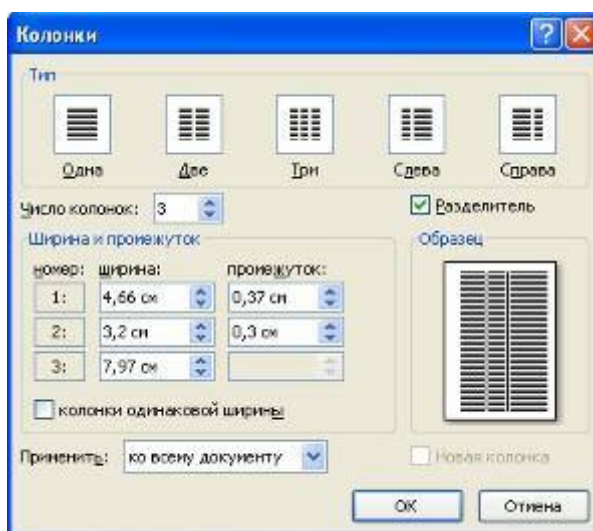 Колонки
Тип
Одна Две Три Слева Справа
Число колонок: 3 Разделитель
Ширина и промежуток Образец
номер: ширина: промежуток:
1: 4,66 см 0,37 см
2: 3,2 см 0,3 см
3: 7,97 см
колонки одинаковой ширины
Применить: ко всему документу Новая колонка
ОК Отмена